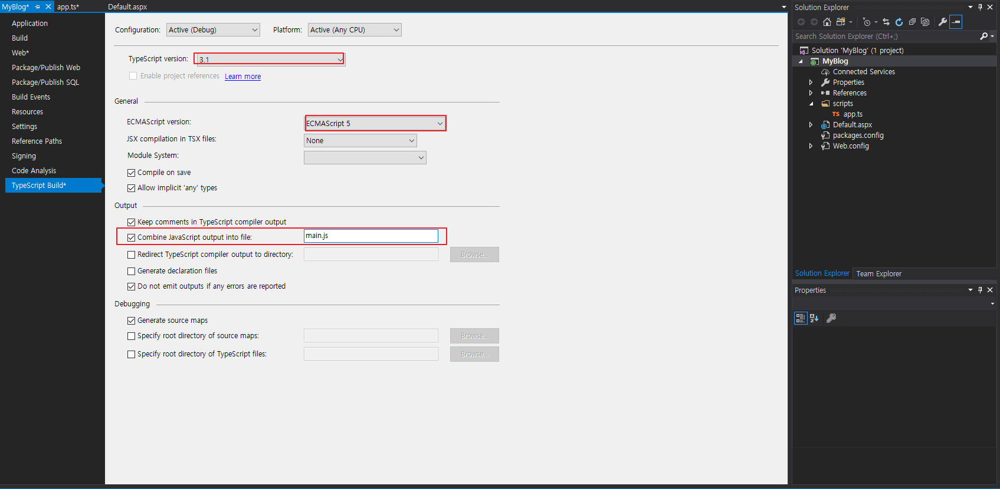 MyBlog*
app.ts*
Default.aspx
Application
Build
Web*
Package/Publish Web
Package/Publish SQL
Build Events
Resources
Settings
Reference Paths
Signing
Code Analysis
TypeScript Build*
Configuration: Active (Debug) Platform: Active (Any CPU)
TypeScript version: 3.1
Enable project references Learn more
General
ECMAScript version: ECMAScript 5
JSX compilation in TSX files: None
Module System:
Compile on save
Allow implicit 'any' types
Output
Keep comments in TypeScript compiler output
Combine JavaScript output into file: main.js
Redirect TypeScript compiler output to directory: Browse...
Generate declaration files
Do not emit outputs if any errors are reported
Debugging
Generate source maps
Specify root directory of source maps: Browse...
Specify root directory of TypeScript files: Browse...
Solution Explorer
Search Solution Explorer (Ctrl+;)
Solution 'MyBlog' (1 project)
MyBlog
Connected Services
Properties
References
scripts
TS app.ts
Default.aspx
packages.config
Web.config
Solution Explorer Team Explorer
Properties